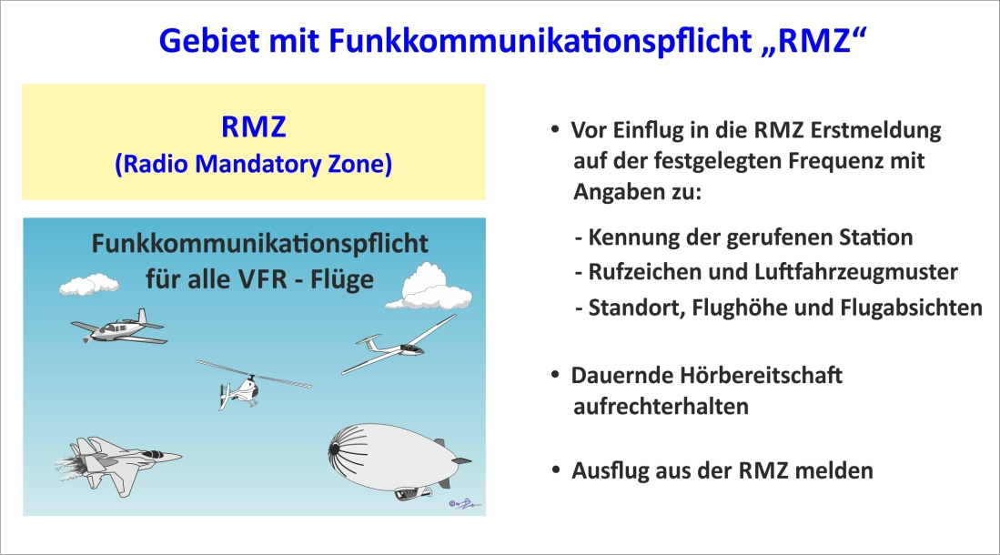 Gebiet mit Funkkommunikationspflicht „RMZ“
RMZ
(Radio Mandatory Zone)
Funkkommunikationspflicht
für alle VFR - Flüge
• Vor Einflug in die RMZ Erstmeldung
auf der festgelegten Frequenz mit
Angaben zu:
- Kennung der gerufenen Station
- Rufzeichen und Luftfahrzeugmuster
- Standort, Flughöhe und Flugabsichten
• Dauernde Hörbereitschaft
aufrechterhalten
• Ausflug aus der RMZ melden